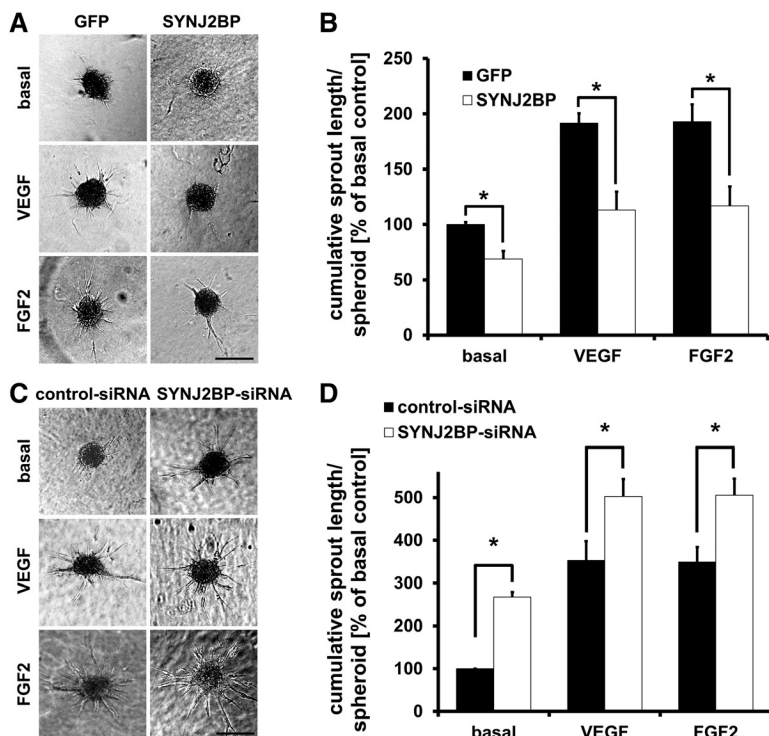 A
GFP SYNJ2BP
basal
VEGF
FGF2
B
cumulative sprout length/
spheroid [% of basal control]
250
200
150
100
50
0
GFP
SYNJ2BP
*
*
*
basal VEGF FGF2
C
control-siRNA SYNJ2BP-siRNA
basal
VEGF
FGF2
D
control-siRNA
SYNJ2BP-siRNA
cumulative sprout length/
spheroid [% of basal control]
500
400
300
200
100
0
*
*
*
basal VEGF FGF2